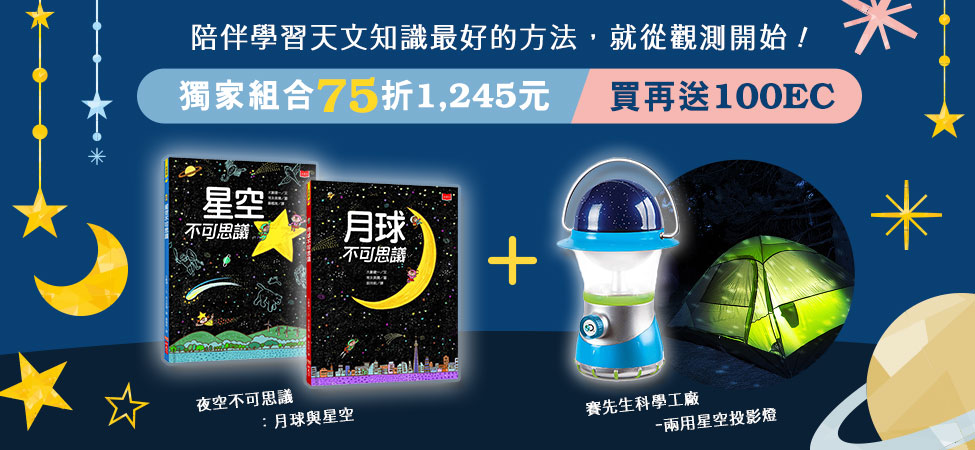 陪伴學習天文知識最好的方法，就從觀測開始！
獨家組合75折1,245元
買再送100EC
星空
不可思議
月球
不可思議
夜空不可思議
：月球與星空
賽先生科學工廠
-兩用星空投影燈